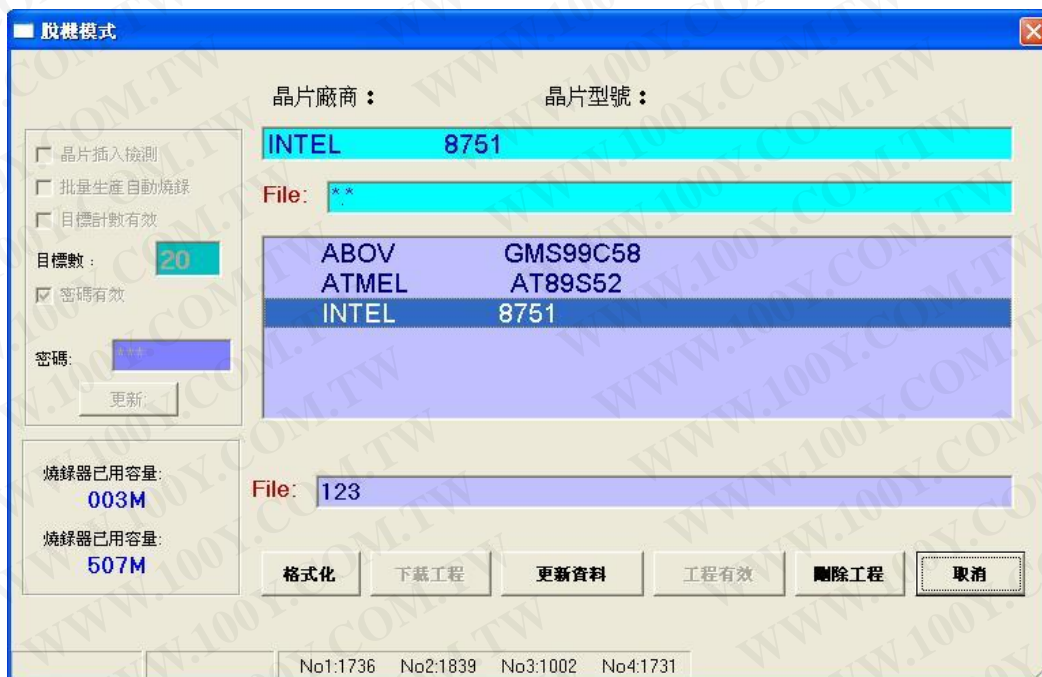 脫機模式
晶片廠商： 晶片型號：
INTEL 8751
File: *.*
晶片插入檢測
批量生產自動燒錄
目標計數有效
目標數： 20
密碼有效
密碼: ***
更新
ABOV GMS99C58
ATMEL AT89S52
INTEL 8751
燒錄器已用容量:
003M
燒錄器已用容量:
507M
File: 123
格式化 下載工程 更新資料 工程有效 刪除工程 取消
No1:1736 No2:1839 No3:1002 No4:1731
WWW.100Y.COM.TW